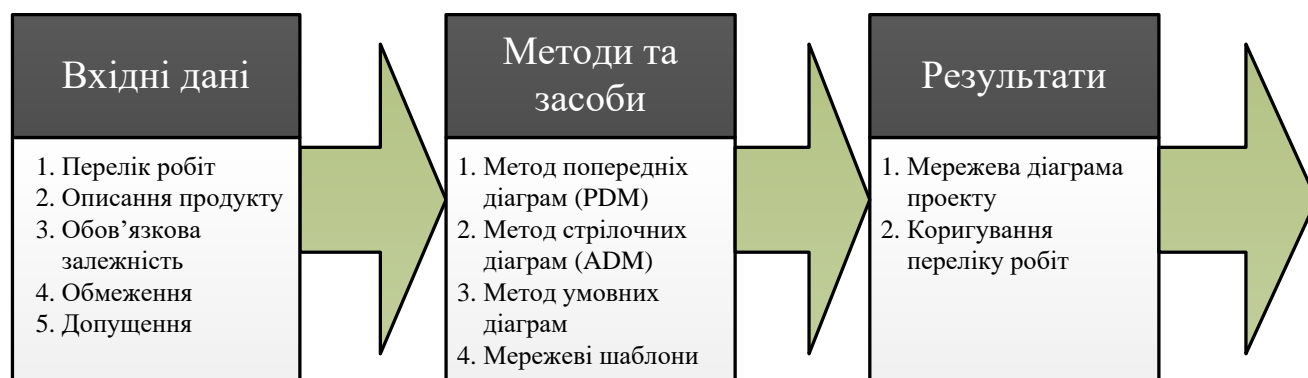 Вхідні дані
1. Перелік робіт
2. Описання продукту
3. Обов’язкова
залежність
4. Обмеження
5. Допущення
Методи та
засоби
1. Метод попередніх
діаграм (PDM)
2. Метод стрілочних
діаграм (ADM)
3. Метод умовних
діаграм
4. Мережеві шаблони
Результати
1. Мережева діаграма
проекту
2. Коригування
переліку робіт